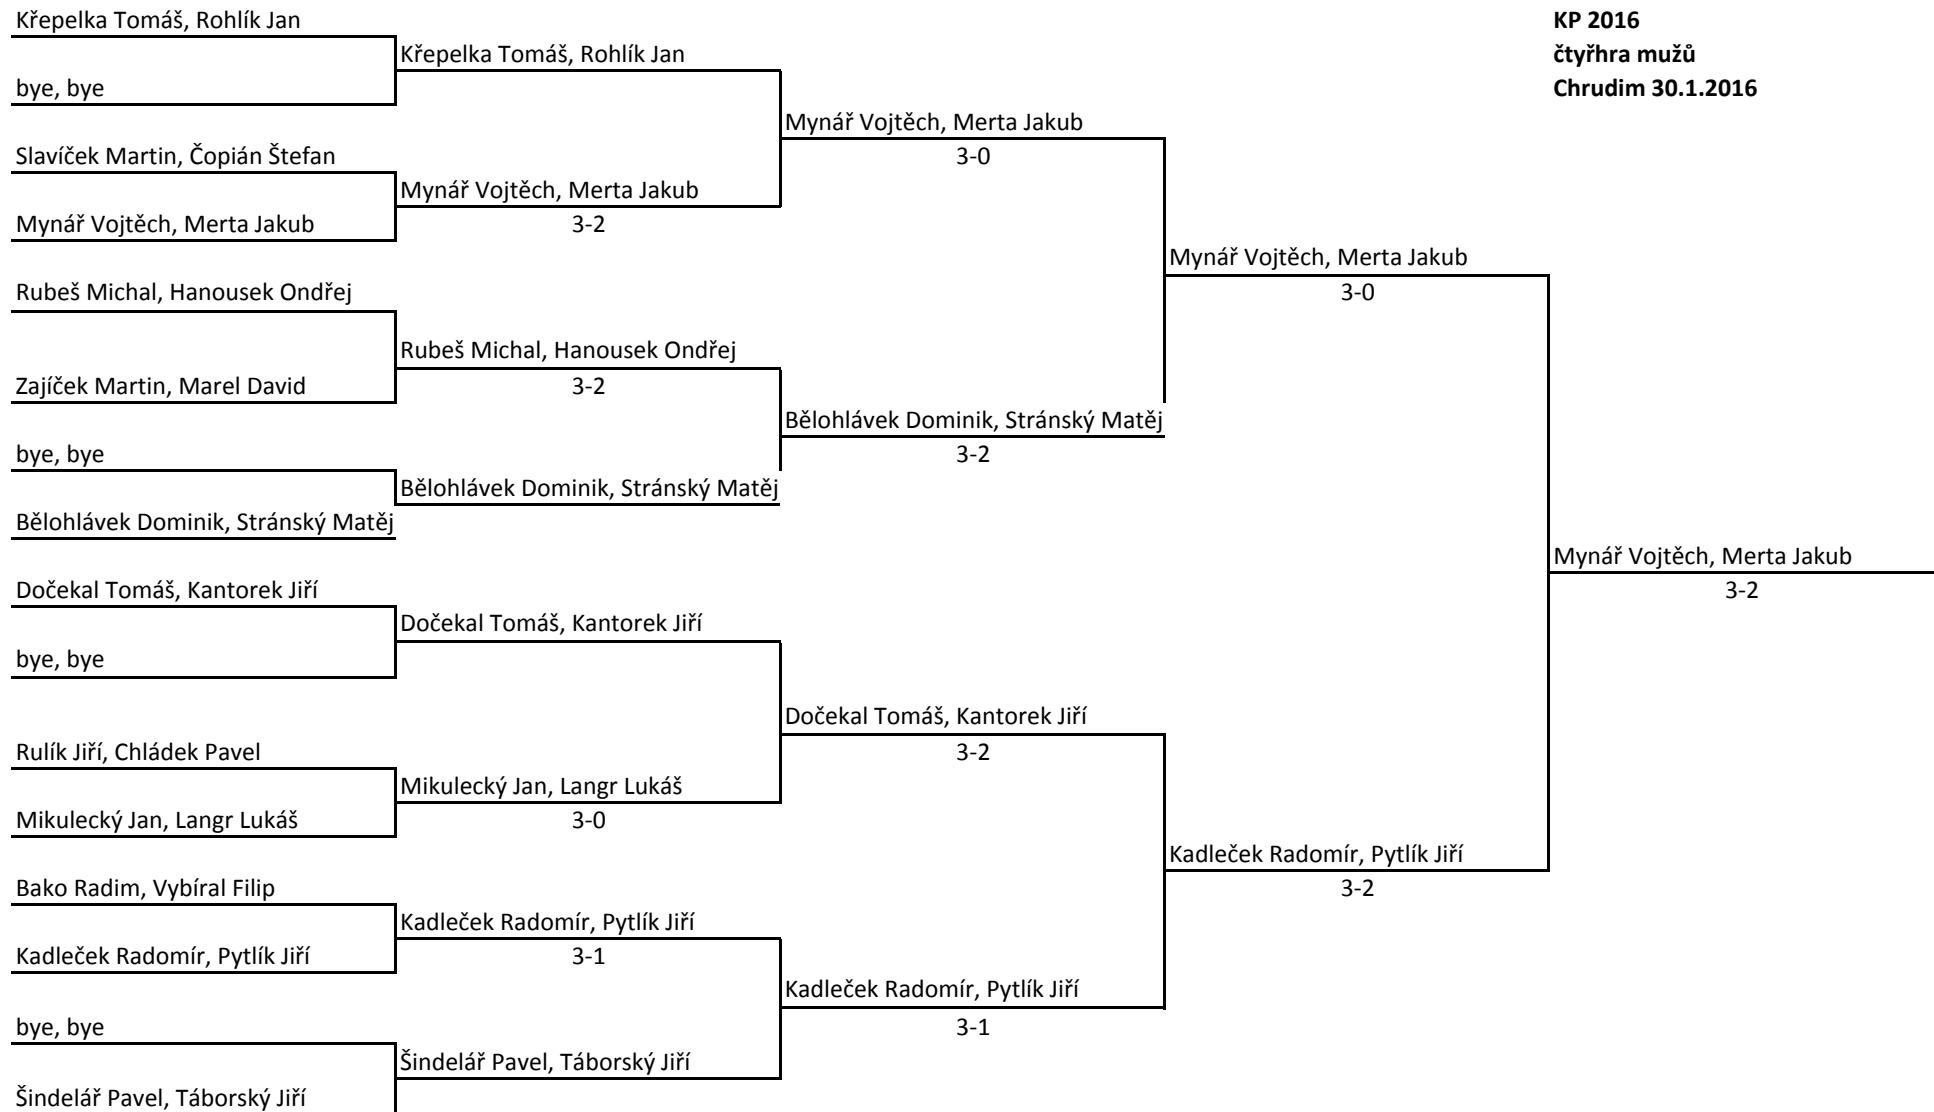 Křepelka Tomáš, Rohlík Jan
KP 2016
Křepelka Tomáš, Rohlík Jan
čtyřhra mužů
bye, bye
Chrudim 30.1.2016
Mynář Vojtěch, Merta Jakub
Slavíček Martin, Čopián Štefan
3-0
Mynář Vojtěch, Merta Jakub
Mynář Vojtěch, Merta Jakub
3-2
Mynář Vojtěch, Merta Jakub
Rubeš Michal, Hanousek Ondřej
3-0
Rubeš Michal, Hanousek Ondřej
Zajíček Martin, Marel David
3-2
Bělohlávek Dominik, Stránský Matěj
bye, bye
3-2
Bělohlávek Dominik, Stránský Matěj
Bělohlávek Dominik, Stránský Matěj
Mynář Vojtěch, Merta Jakub
Dočekal Tomáš, Kantorek Jiří
3-2
Dočekal Tomáš, Kantorek Jiří
bye, bye
Dočekal Tomáš, Kantorek Jiří
Rulík Jiří, Chládek Pavel
3-2
Mikulecký Jan, Langr Lukáš
Mikulecký Jan, Langr Lukáš
3-0
Kadleček Radomír, Pytlík Jiří
Bako Radim, Vybíral Filip
3-2
Kadleček Radomír, Pytlík Jiří
Kadleček Radomír, Pytlík Jiří
3-1
Kadleček Radomír, Pytlík Jiří
bye, bye
3-1
Šindelář Pavel, Táborský Jiří
Šindelář Pavel, Táborský Jiří